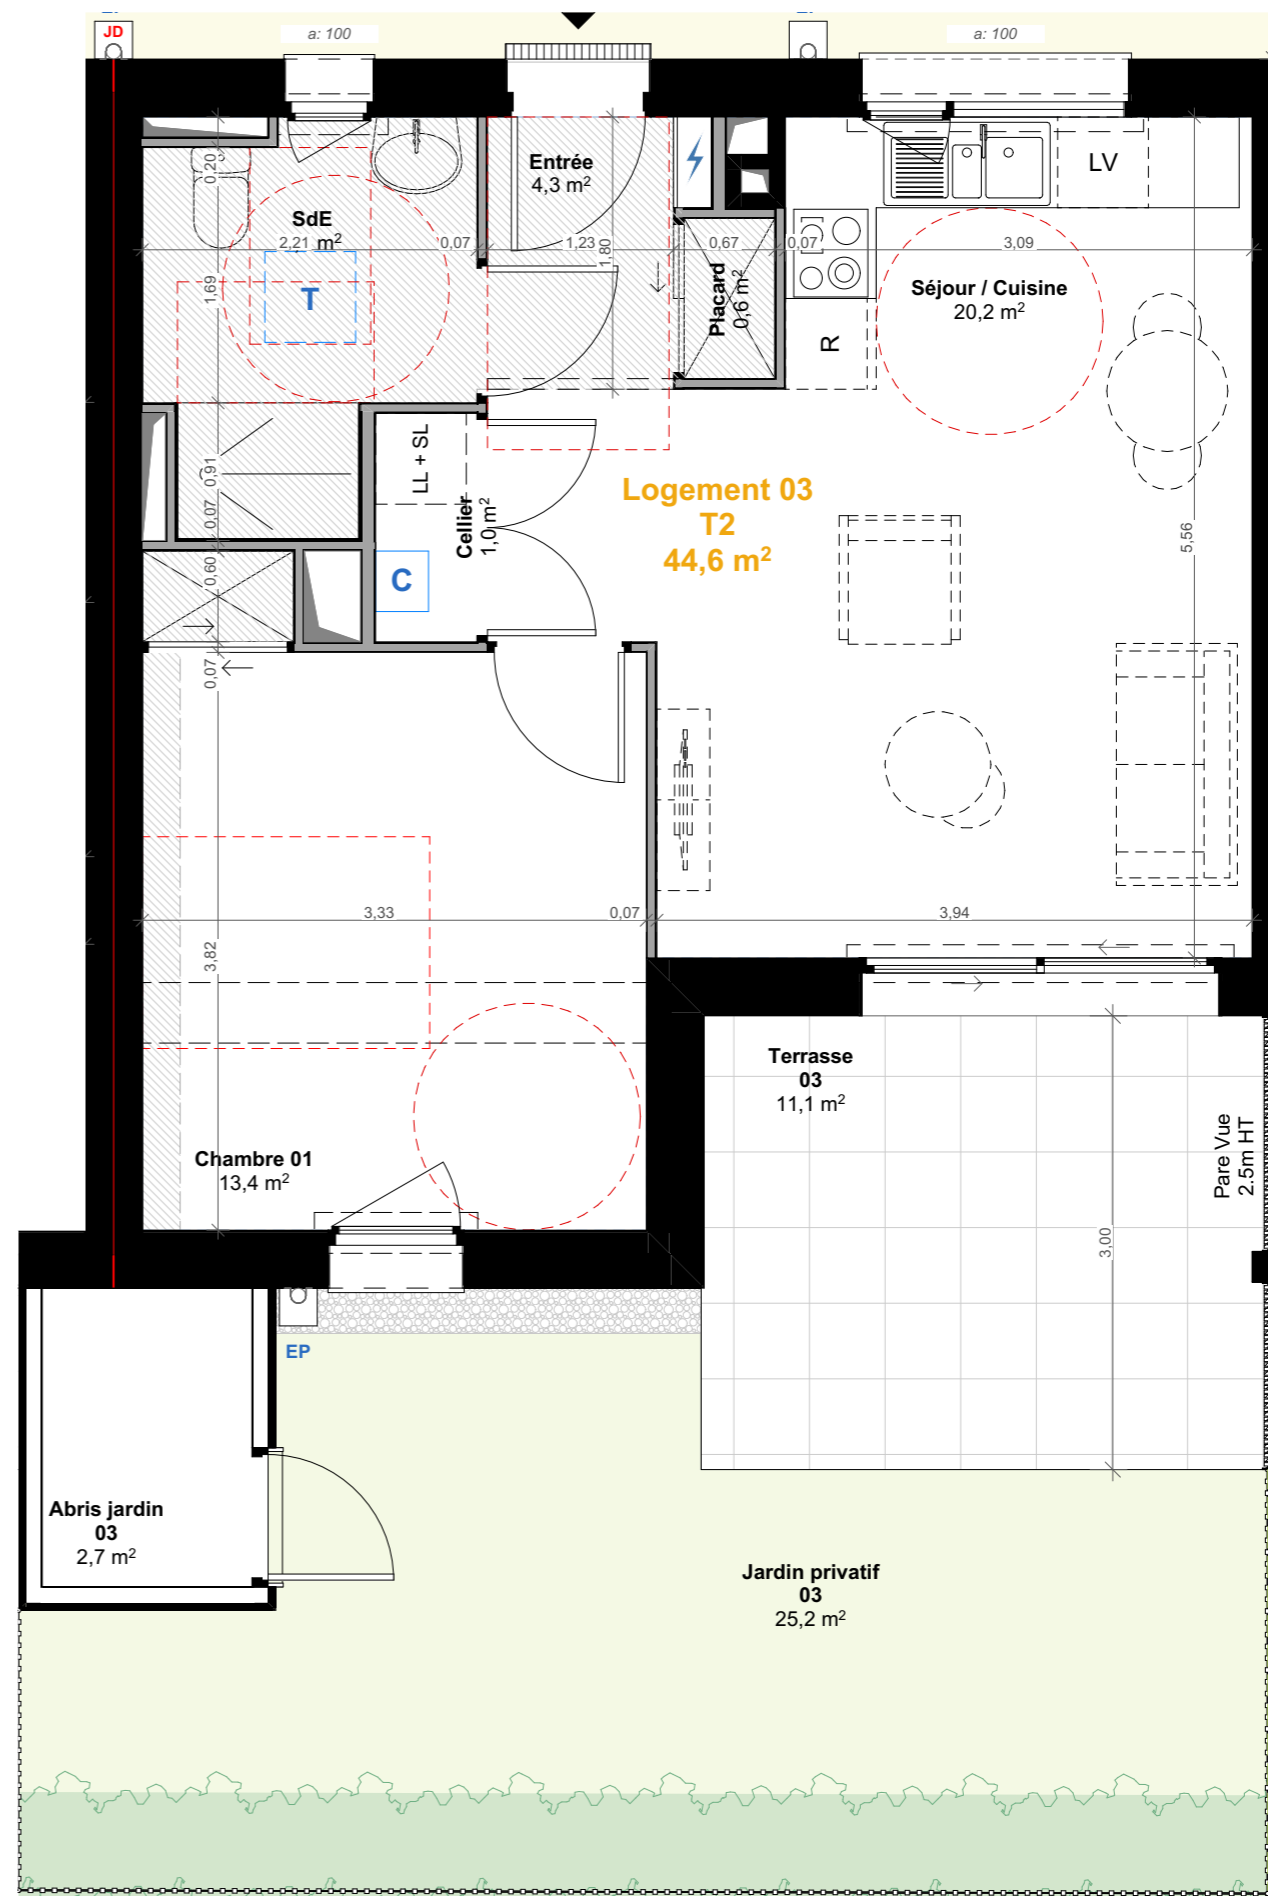 JD
a: 100
a: 100
Entrée
4,3 m²
LV
0,20
SdE
m²
2,21
0,07
1,23
1,80
0,67
0,07
3,09
Placard
0,6 m²
Séjour / Cuisine
20,2 m²
T
1,69
R
LL + SL
Cellier
1,0 m²
Logement 03
T2
44,6 m²
0,91
0,07
5,56
0,60
C
0,07
3,33
0,07
3,94
3,82
Terrasse
03
11,1 m²
Pare Vue
2.5m HT
Chambre 01
13,4 m²
3,00
EP
Abris jardin
03
2,7 m²
Jardin privatif
03
25,2 m²